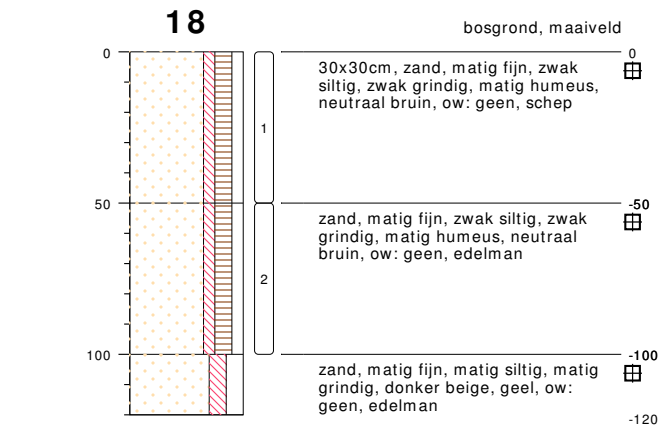 18
bosgrond, maaiveld
0
0
30x30cm, zand, matig fijn, zwak
siltig, zwak grindig, matig humeus,
neutraal bruin, ow: geen, schep
1
50
-50
zand, matig fijn, zwak siltig, zwak
grindig, matig humeus, neutraal
bruin, ow: geen, edelman
2
100
-100
zand, matig fijn, matig siltig, matig
grindig, donker beige, geel, ow:
geen, edelman
-120